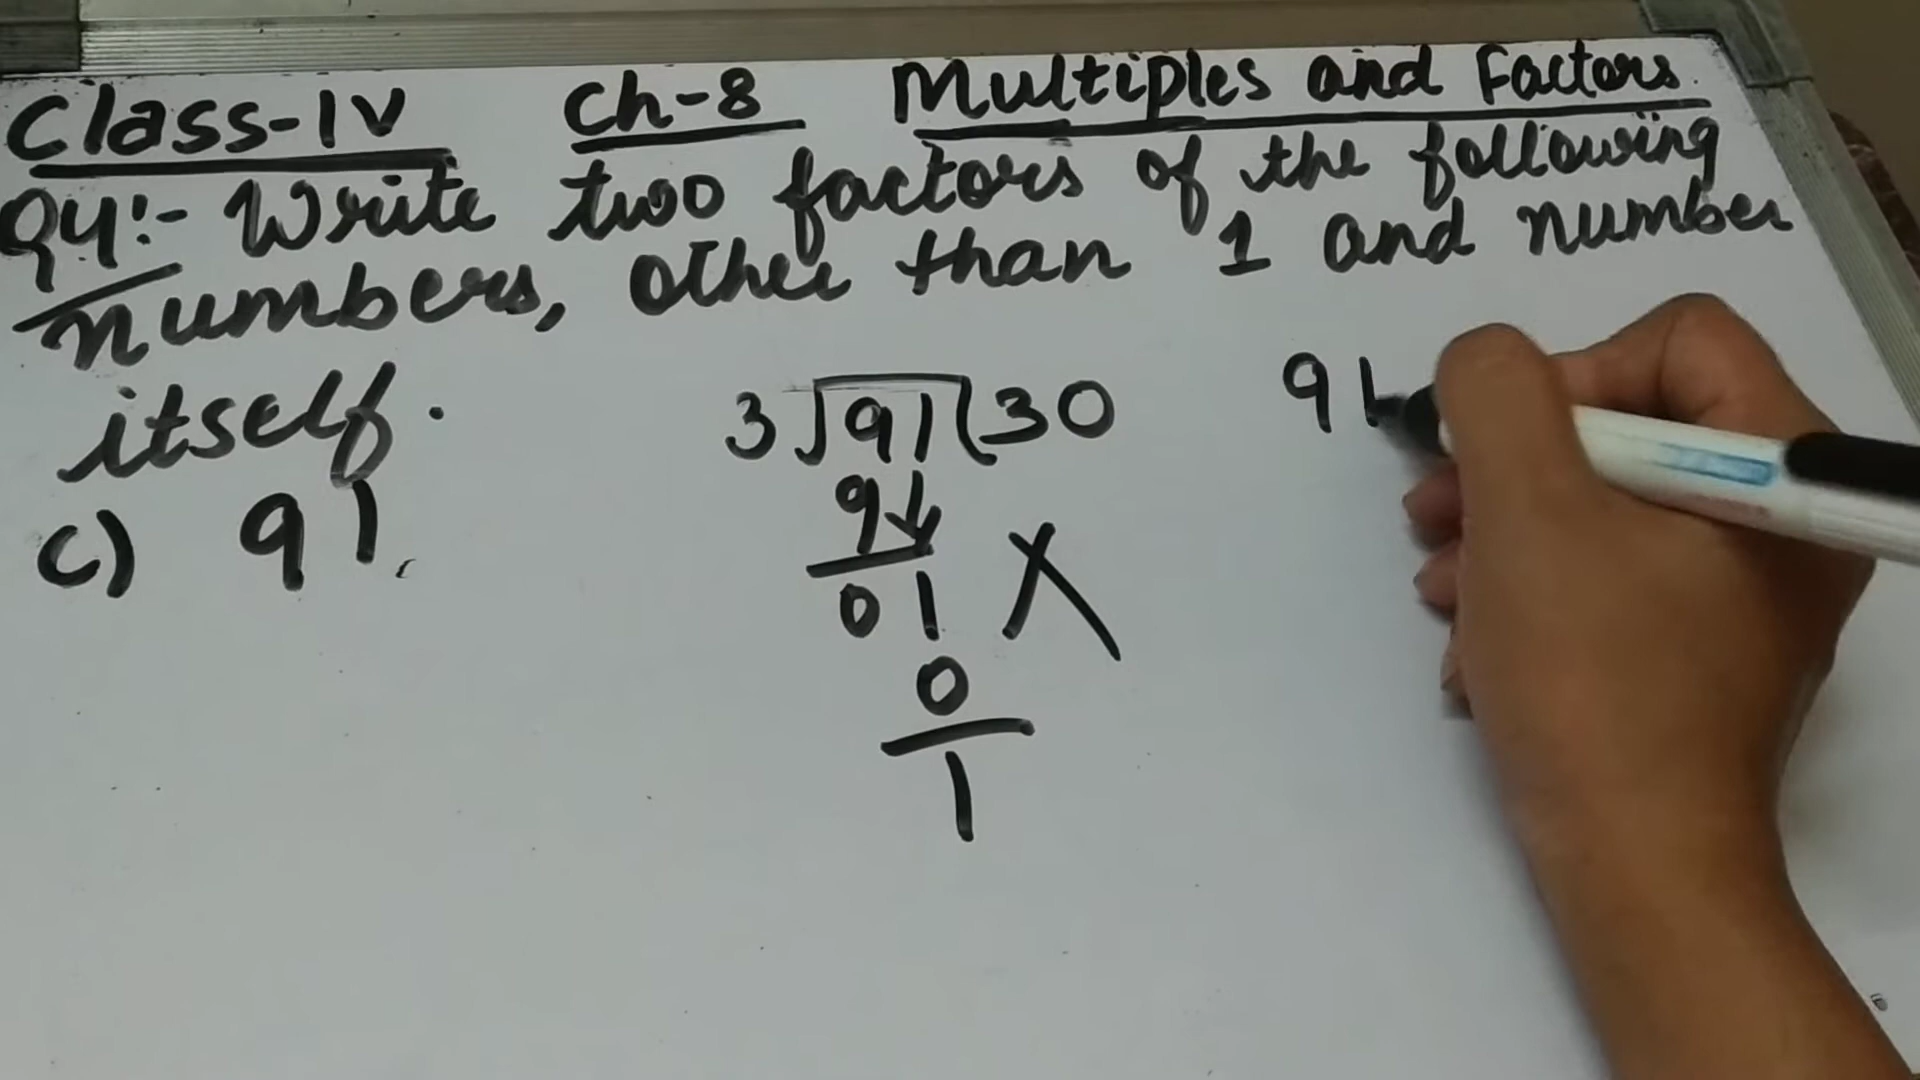 Class-IV Ch-8 Multiples and Factors.
Q4:- Write two factors of the following
numbers, other than 1 and number
itself.
C) 91
3 91 30
9
01 X
0
1
91